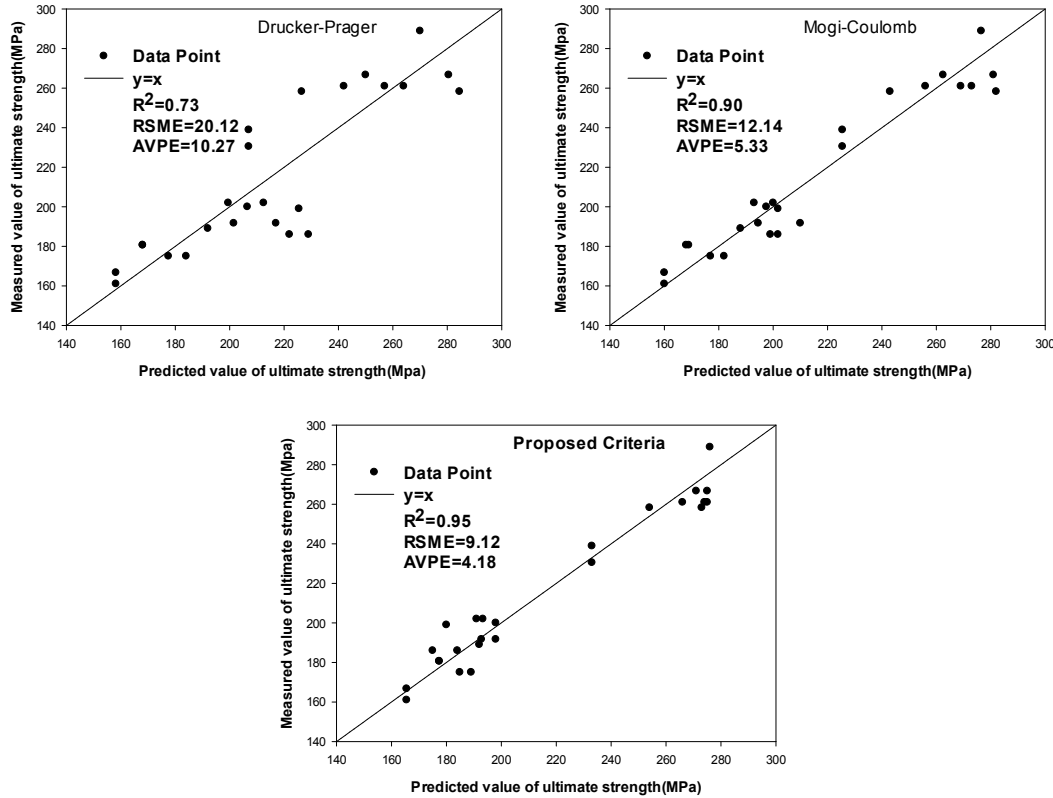 Drucker-Prager
Data Point
y=x
R²=0.73
RSME=20.12
AVPE=10.27
300
280
260
240
220
200
180
160
140
140 160 180 200 220 240 260 280 300
Measured value of ultimate strength(MPa)
Predicted value of ultimate strength(Mpa)
Mogi-Coulomb
Data Point
y=x
R²=0.90
RSME=12.14
AVPE=5.33
300
280
260
240
220
200
180
160
140
140 160 180 200 220 240 260 280 300
Measured value of ultimate strength(Mpa)
Predicted value of ultimate strength(MPa)
Proposed Criteria
Data Point
y=x
R²=0.95
RSME=9.12
AVPE=4.18
300
280
260
240
220
200
180
160
140
140 160 180 200 220 240 260 280 300
Measured value of ultimate strength(Mpa)
Predicted value of ultimate strength(MPa)